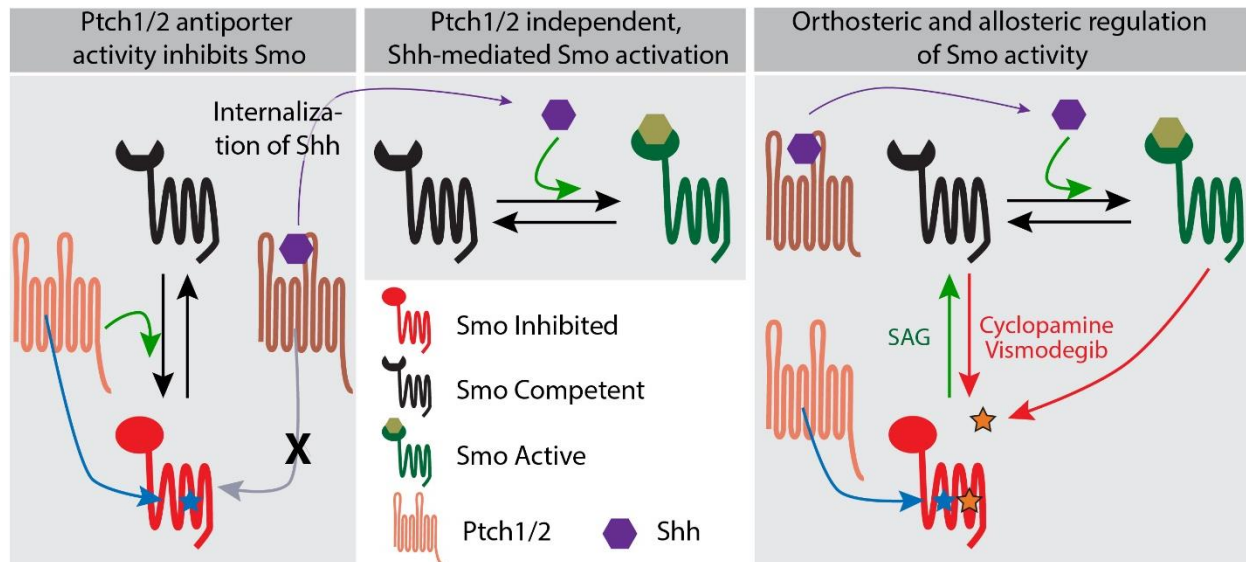 Ptch1/2 antiporter
activity inhibits Smo
Internaliza-
tion of Shh
X
Ptch1/2 independent,
Shh-mediated Smo activation
Smo Inhibited
Smo Competent
Smo Active
Ptch1/2
Shh
Orthosteric and allosteric regulation
of Smo activity
SAG
Cyclopamine
Vismodegib